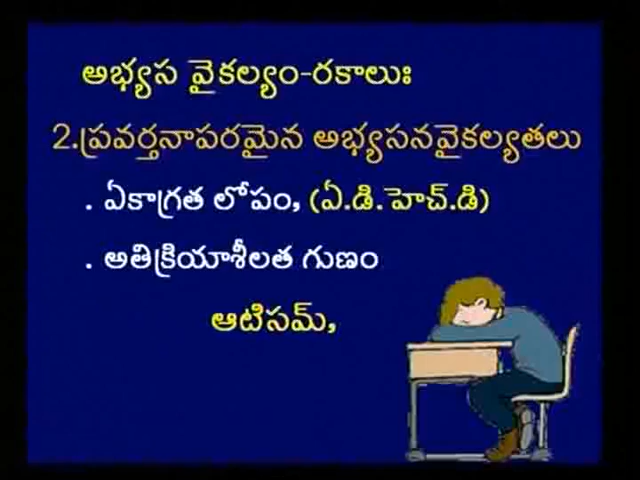 అభ్యస వైకల్యం-రకాలుః
2.ప్రవర్తనాపరమైన అభ్యసనవైకల్యతలు
. ఏకాగ్రత లోపం, (ఏ.డి.హెచ్.డి)
. అతిక్రియాశీలత గుణం
ఆటిసమ్,